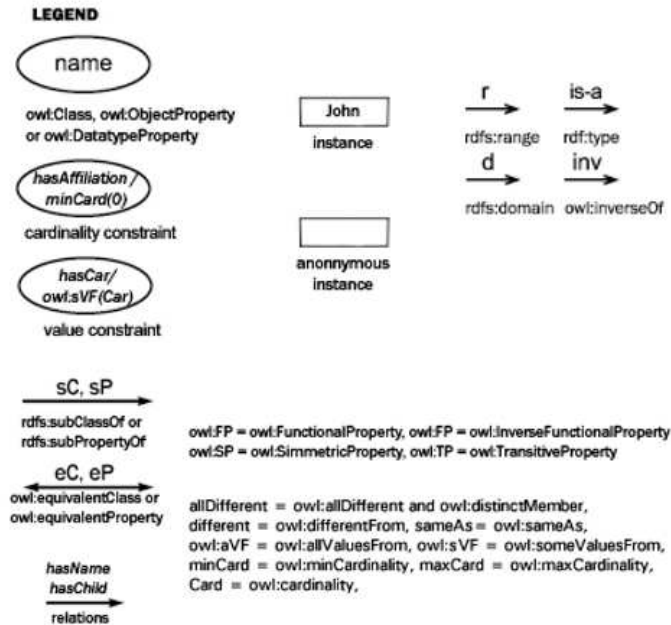 LEGEND
name
owl:Class, owl:ObjectProperty
or owl:DatatypeProperty
hasAffiliation /
minCard(0)
cardinality constraint
hasCar/
owl:sVF(Car)
value constraint
John
instance
anonnymous
instance
r
is-a
rdfs:range
rdf:type
d
inv
rdfs:domain
owl:inverseOf
sC, sP
rdfs:subClassOf or
rdfs:subPropertyOf
eC, eP
owl:equivalentClass or
owl:equivalentProperty
hasName
hasChild
relations
owl:FP = owl:FunctionalProperty, owl:FP = owl:InverseFunctionalProperty
owl:SP = owl:SimmetricProperty, owl:TP = owl:TransitiveProperty
allDifferent = owl:allDifferent and owl:distinctMember,
different = owl:differentFrom, sameAs = owl:sameAs,
owl:aVF = owl:allValuesFrom, owl:sVF = owl:someValuesFrom,
minCard = owl:minCardinality, maxCard = owl:maxCardinality,
Card = owl:cardinality,